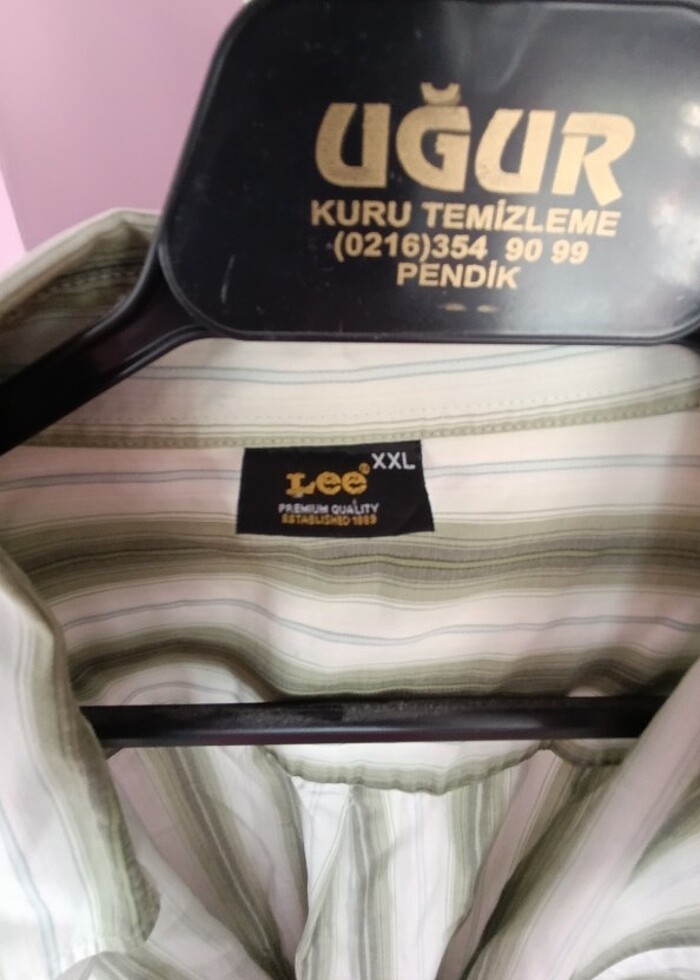 UĞUR
KURU TEMİZLEME
(0216)354 90 99
PENDİK
Lee® XXL
PREMIUM QUALITY
ESTABLISHED 1889